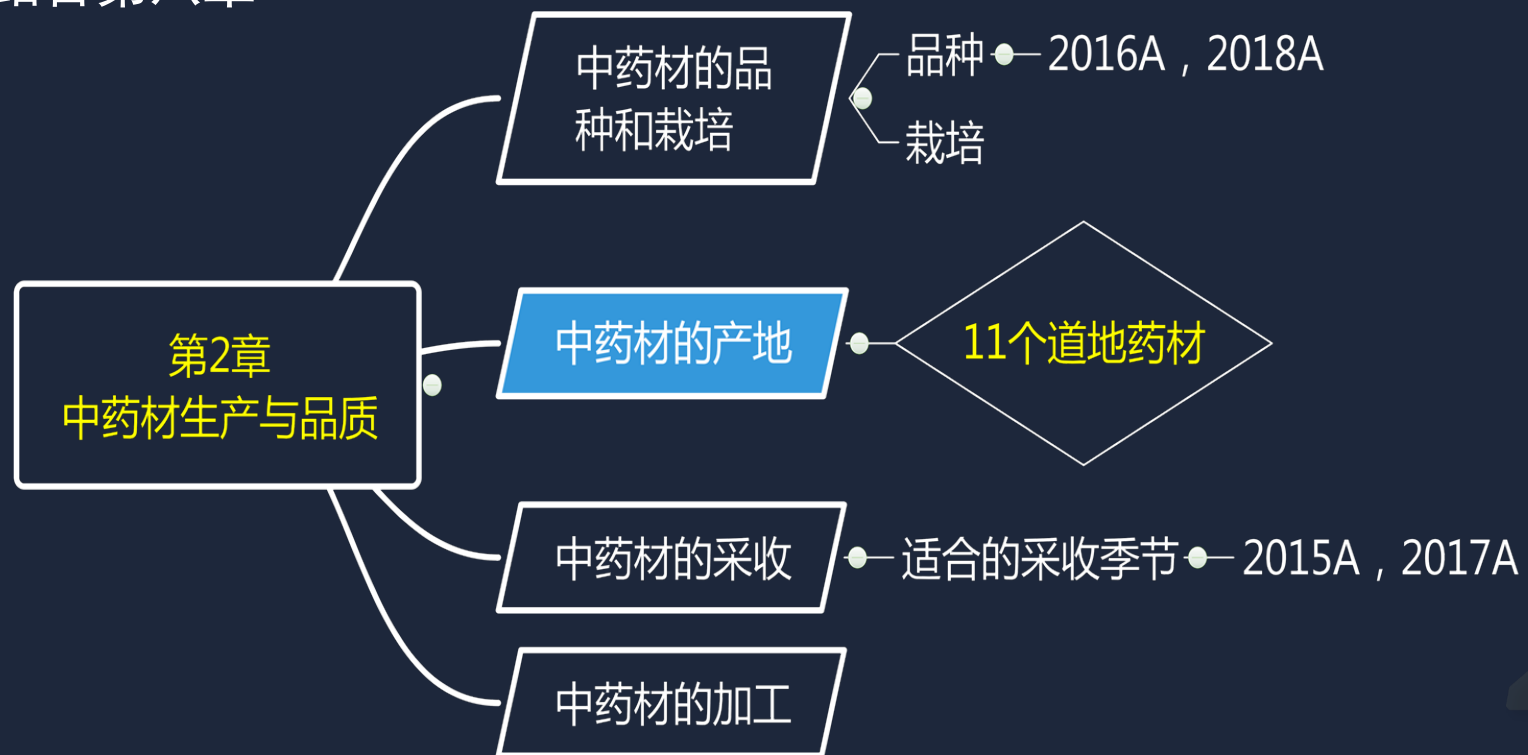 中药材的品
种和栽培
品种
2016A，2018A
栽培
第2章
中药材生产与品质
中药材的产地
11个道地药材
中药材的采收
适合的采收季节
2015A，2017A
中药材的加工